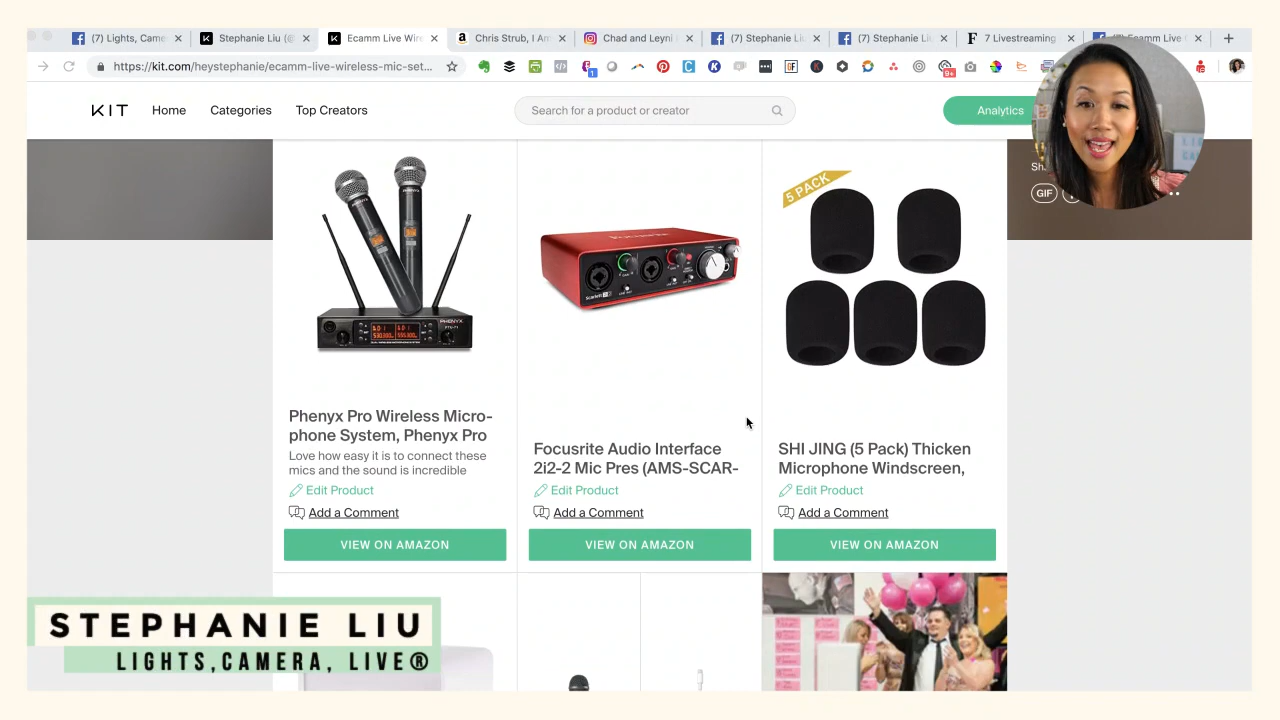 (7) Lights, Came
Stephanie Liu (@
Ecamm Live Wire
Chris Strub, I Am
Chad and Leyni
(7) Stephanie Liu
(7) Stephanie Liu
7 Livestreaming
https://kit.com/heystephanie/ecamm-live-wireless-mic-set...
KIT
Home
Categories
Top Creators
Search for a product or creator
Analytics
GIF
5 PACK
Phenyx Pro Wireless Micro-
phone System, Phenyx Pro
Love how easy it is to connect these
mics and the sound is incredible
Edit Product
Add a Comment
VIEW ON AMAZON
Focusrite Audio Interface
2i2-2 Mic Pres (AMS-SCAR-
Edit Product
Add a Comment
VIEW ON AMAZON
SHI JING (5 Pack) Thicken
Microphone Windscreen,
Edit Product
Add a Comment
VIEW ON AMAZON
STEPHANIE LIU
LIGHTS,CAMERA, LIVE®